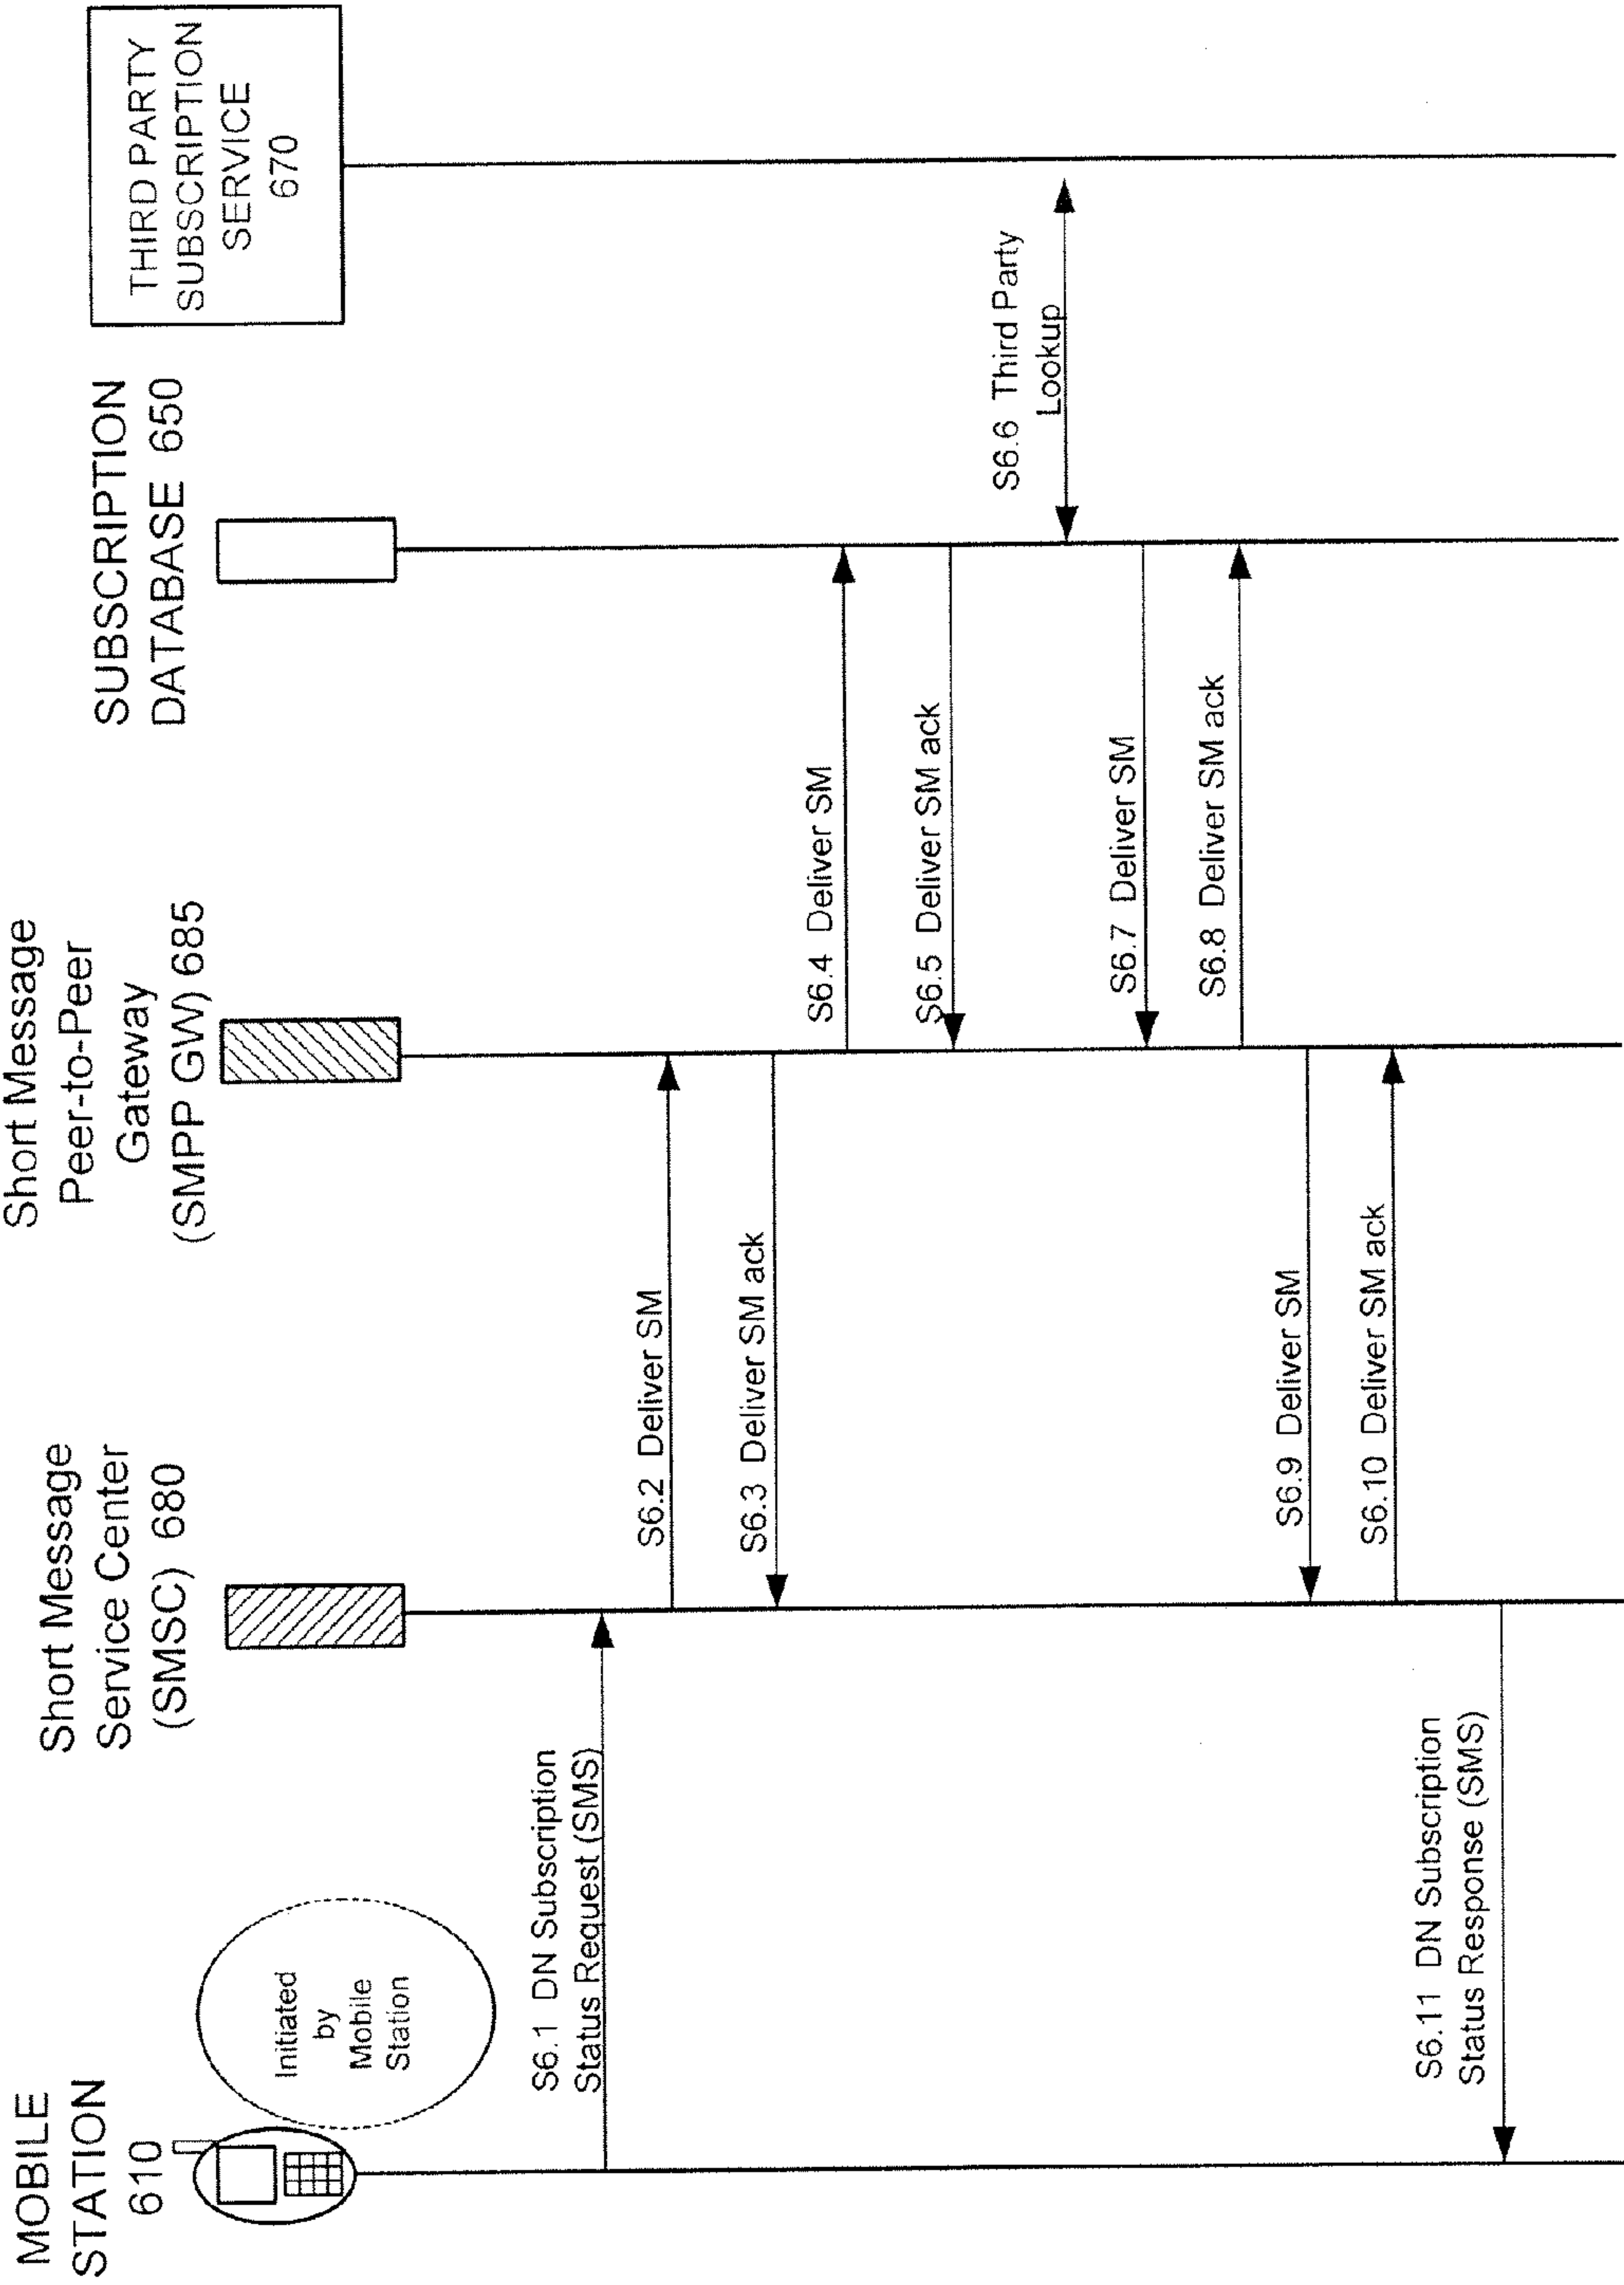 MOBILE
STATION
610
Initiated
by
Mobile
Station
Short Message
Service Center
(SMSC) 680
Short Message
Peer-to-Peer
Gateway
(SMPP GW) 685
SUBSCRIPTION
DATABASE 650
THIRD PARTY
SUBSCRIPTION
SERVICE
670
S6.1 DN Subscription
Status Request (SMS)
S6.2 Deliver SM
S6.3 Deliver SM ack
S6.4 Deliver SM
S6.5 Deliver SM ack
S6.6 Third Party
Lookup
S6.7 Deliver SM
S6.8 Deliver SM ack
S6.9 Deliver SM
S6.10 Deliver SM ack
S6.11 DN Subscription
Status Response (SMS)